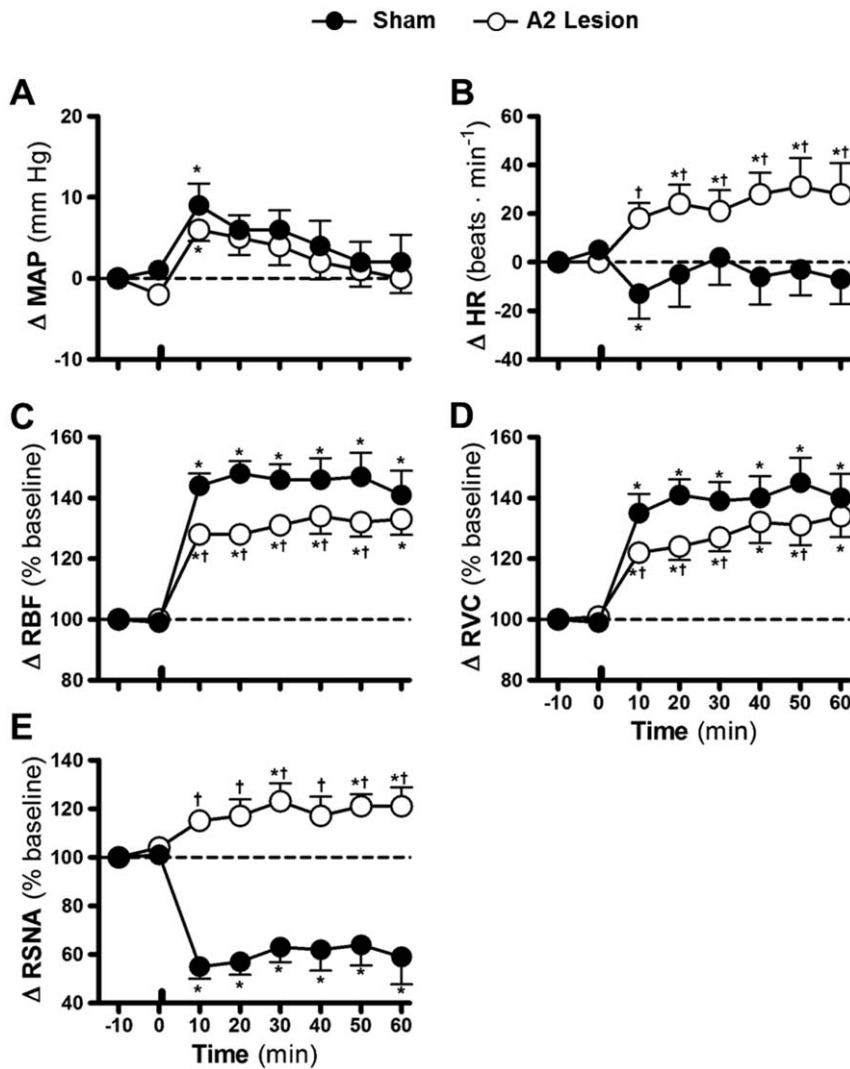 Sham A2 Lesion
A
Δ MAP (mm Hg)
20
10
0
-10
*
*
B
Δ HR (beats · min⁻¹)
60
40
20
0
-20
-40
† *† *† *† *† *†
*
C
Δ RBF (% baseline)
160
140
120
100
80
* * * * * *
*† *† *† *† *† *
D
Δ RVC (% baseline)
160
140
120
100
80
* * * * * *
*† *† *† * *† *
-10 0 10 20 30 40 50 60
Time (min)
E
Δ RSNA (% baseline)
140
120
100
80
60
40
† † *† † *† *†
* * * * * *
-10 0 10 20 30 40 50 60
Time (min)